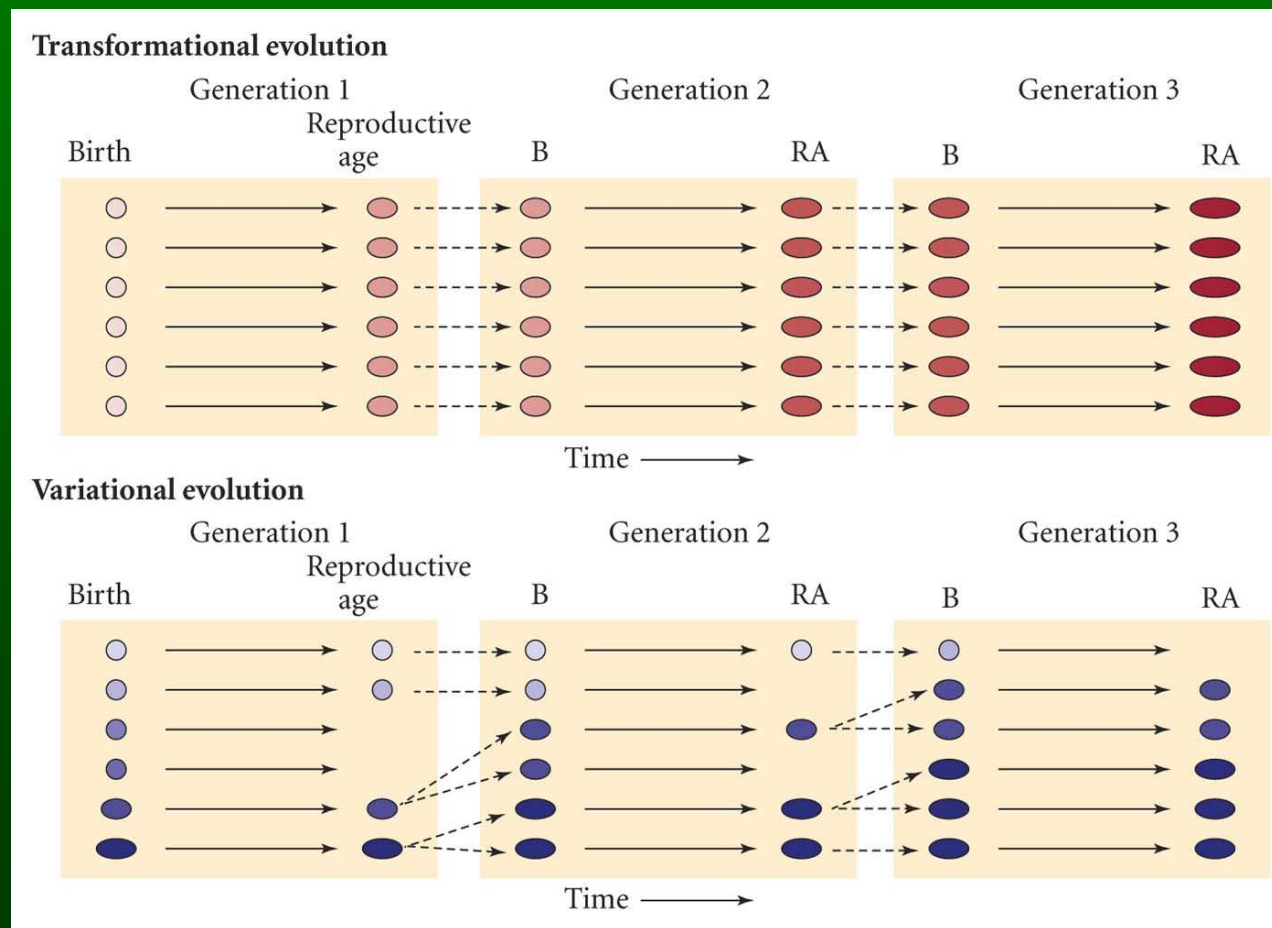 Transformational evolution
Generation 1 Generation 2 Generation 3
Birth Reproductive age B RA B RA
Time
Variational evolution
Generation 1 Generation 2 Generation 3
Birth Reproductive age B RA B RA
Time